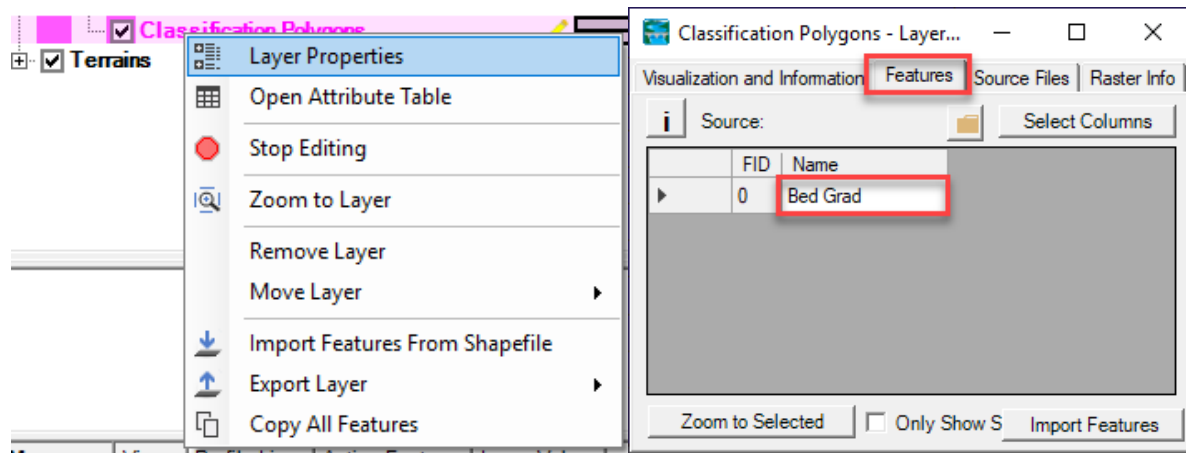 Classification Polygons
Terrains
Layer Properties
Open Attribute Table
Stop Editing
Zoom to Layer
Remove Layer
Move Layer
Import Features From Shapefile
Export Layer
Copy All Features
Classification Polygons - Layer...
Visualization and Information Features Source Files Raster Info
i Source: Select Columns
FID Name
0 Bed Grad
Zoom to Selected Only Show S Import Features